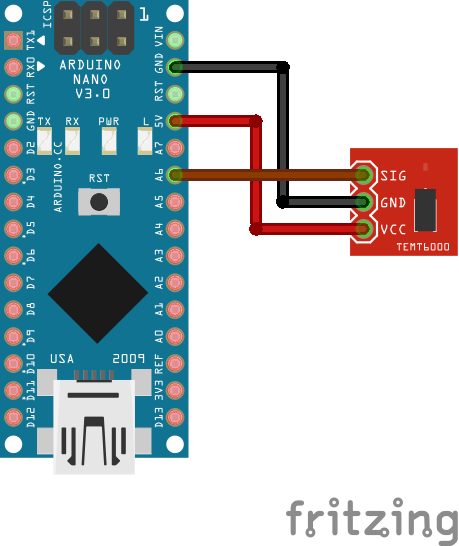 ICSP
1
TX1
RX0
RST
GND
D2
D3
D4
D5
D6
D7
D8
D9
D10
D11
D12
ARDUINO
NANO
V3.0
TX RX PWR L
ARDUINO.CC
RST
USA 2009
VIN
GND
RST
5V
A7
A6
A5
A4
A3
A2
A1
A0
REF
3V3
D13
SIG
GND
VCC
TEMT6000
fritzing